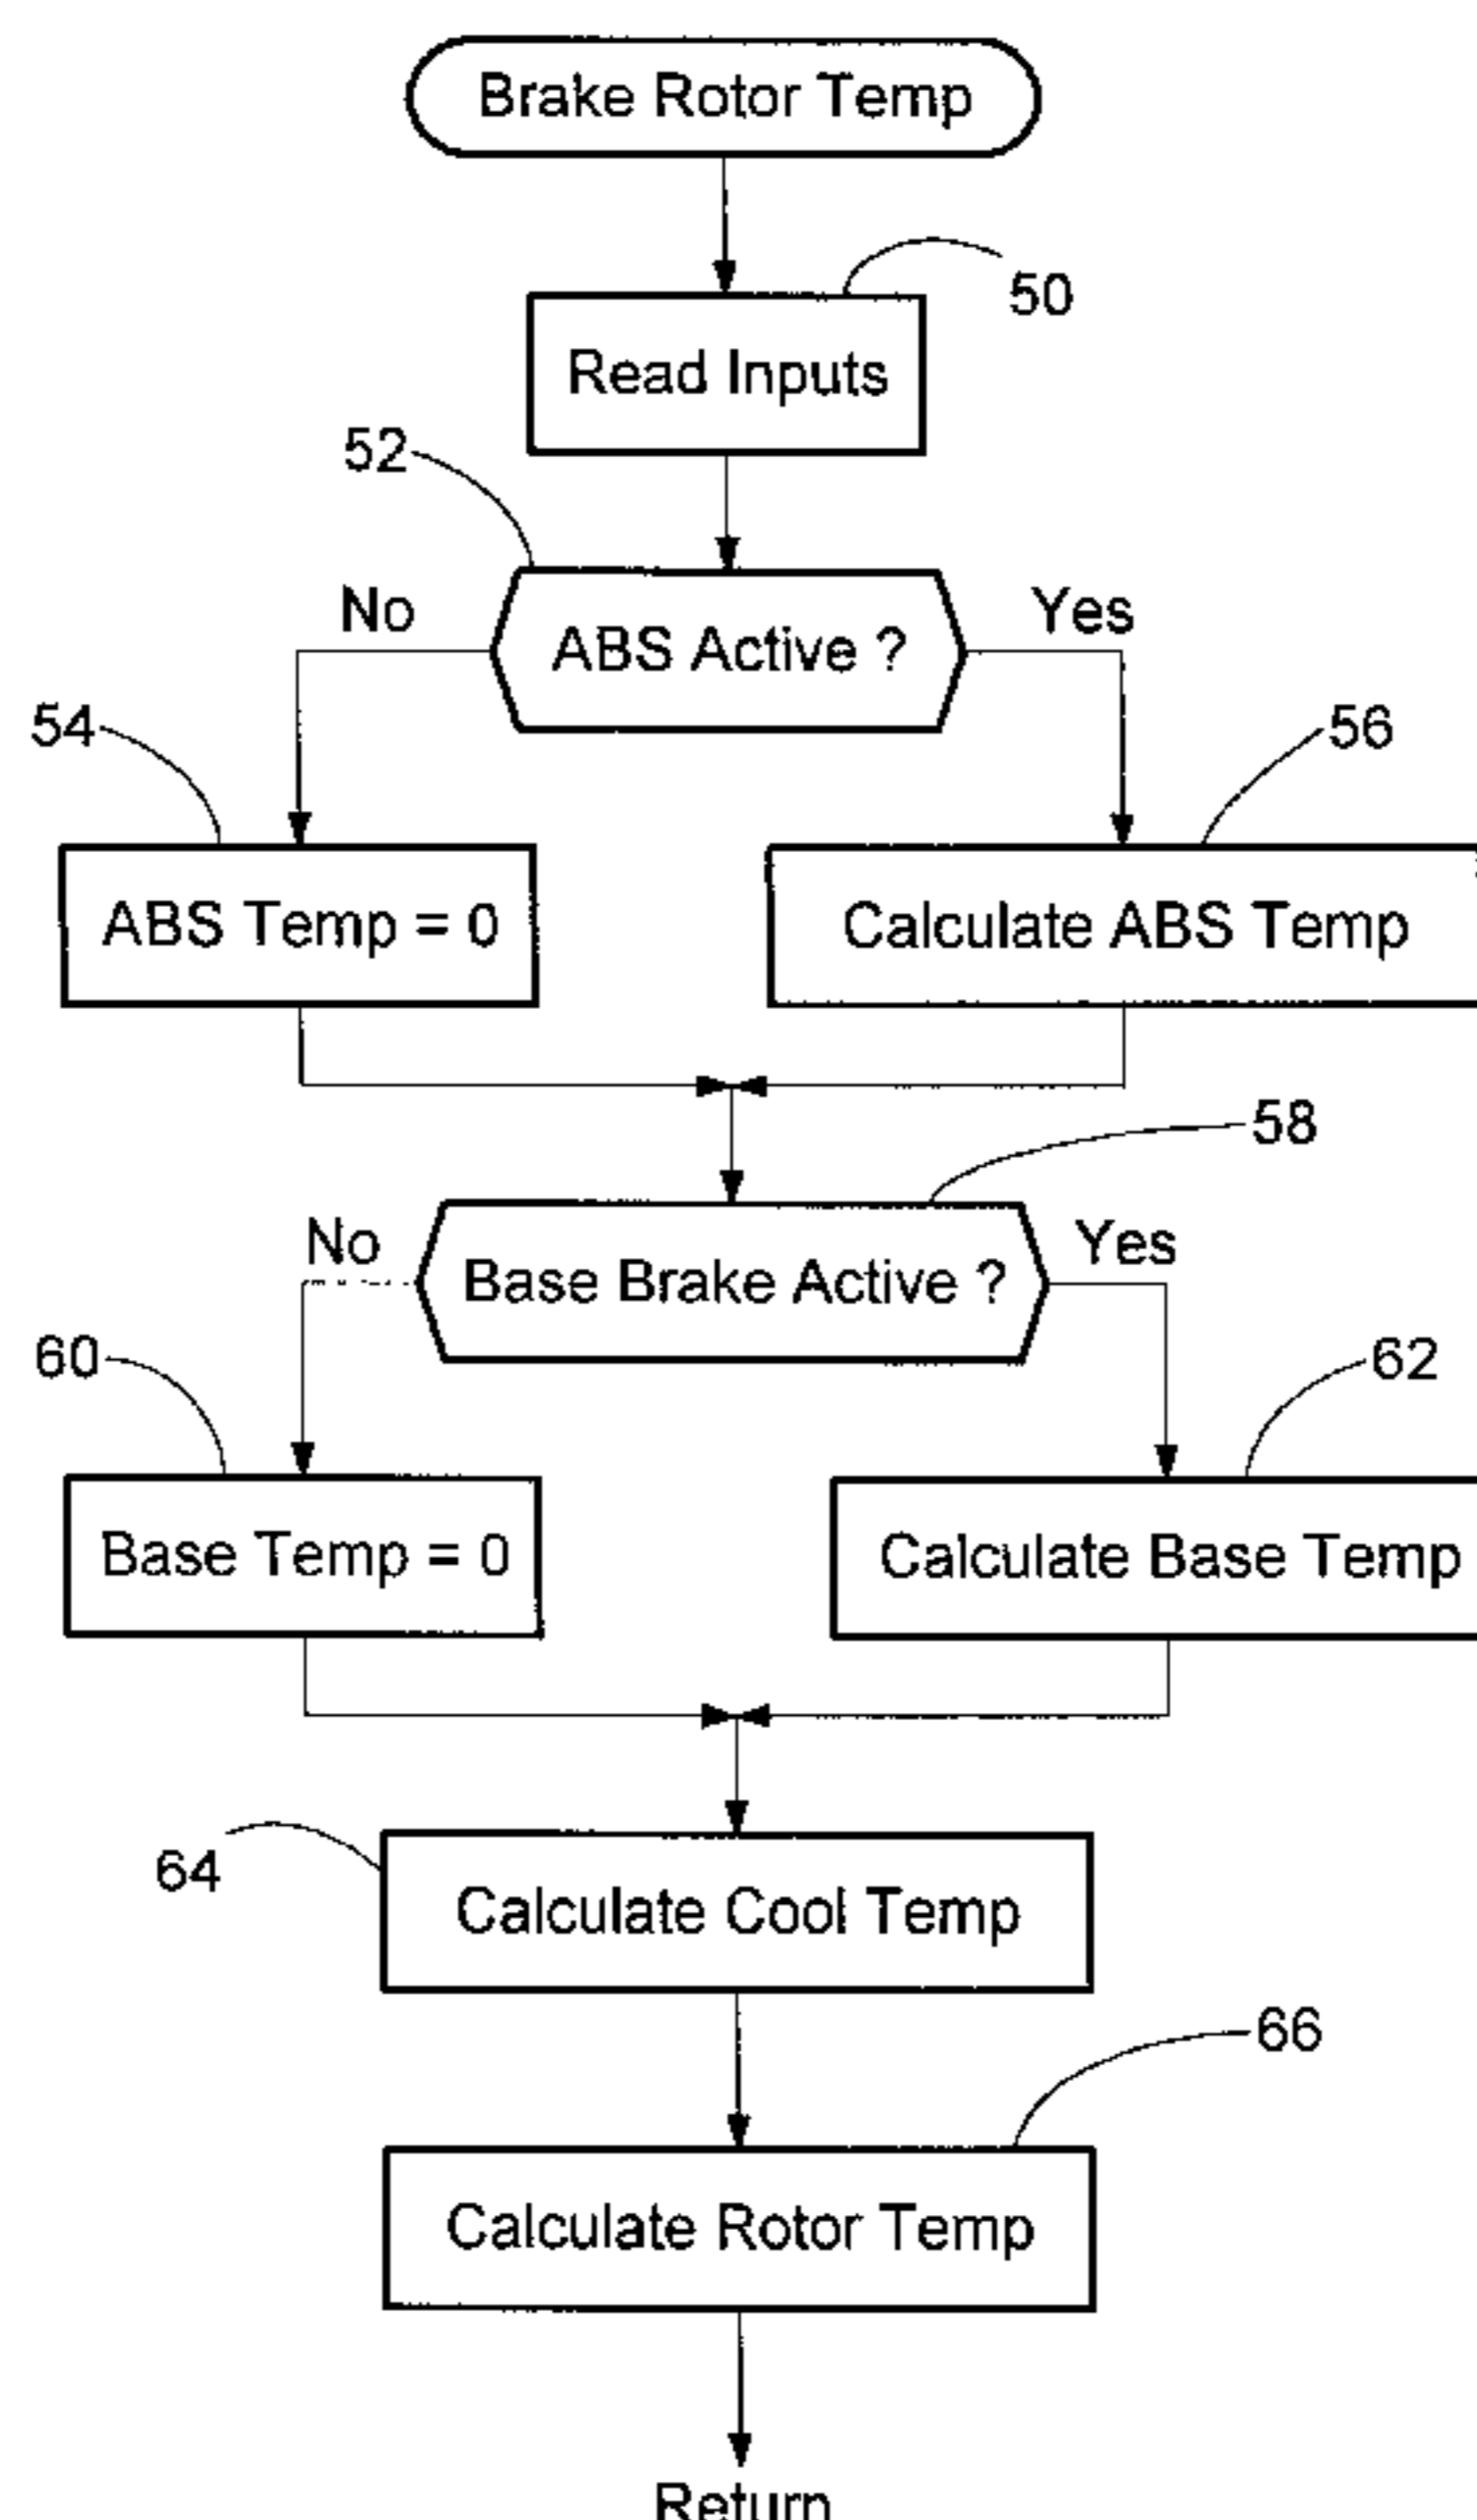 Brake Rotor Temp
50
Read Inputs
52
No
ABS Active ?
Yes
54
56
ABS Temp = 0
Calculate ABS Temp
58
No
Base Brake Active ?
Yes
60
62
Base Temp = 0
Calculate Base Temp
64
Calculate Cool Temp
66
Calculate Rotor Temp
Return